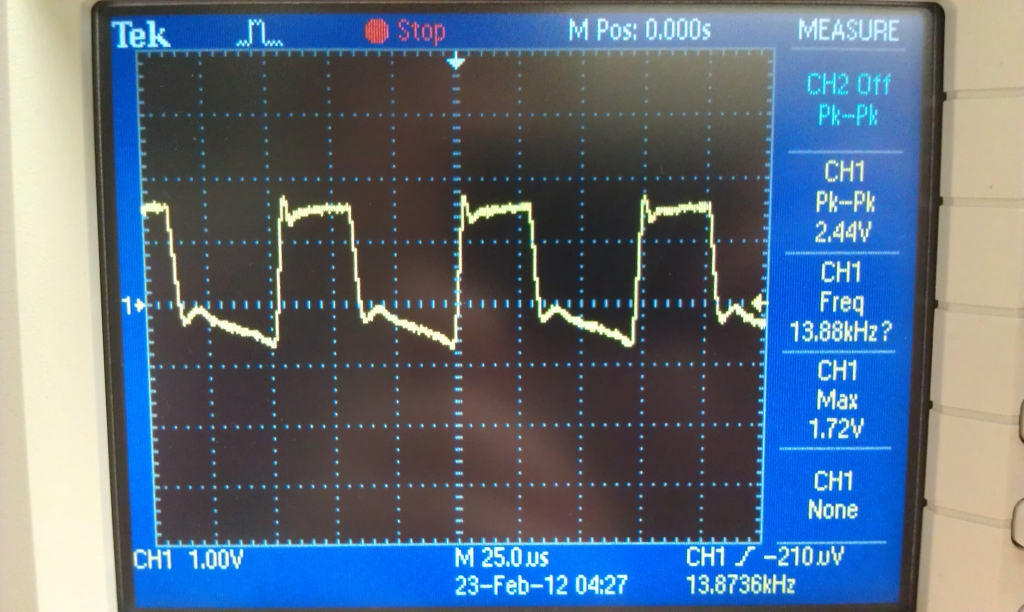 Tek Stop M Pos: 0.000s MEASURE
CH2 Off
Pk-Pk
CH1
Pk-Pk
2.44V
CH1
Freq
13.88kHz?
CH1
Max
1.72V
CH1
None
1
CH1 1.00V M 25.0us CH1 -210uV
23-Feb-12 04:27 13.8736kHz